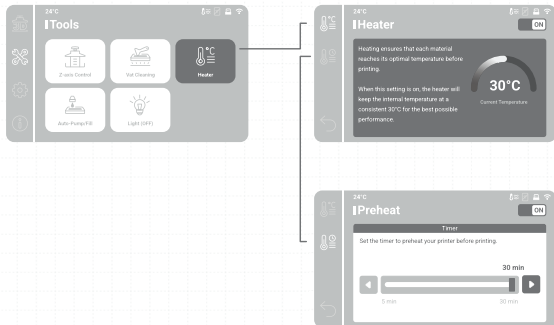 24°C
Tools
Z-axis Control
Vat Cleaning
°C
Heater
Auto-Pump/Fill
Light (OFF)
24°C
Heater
ON
Heating ensures that each material
reaches its optimal temperature before
printing.
When this setting is on, the heater will
keep the internal temperature at a
consistent 30°C for the best possible
performance.
30°C
Current Temperature
24°C
Preheat
ON
Timer
Set the timer to preheat your printer before printing.
30 min
5 min
30 min